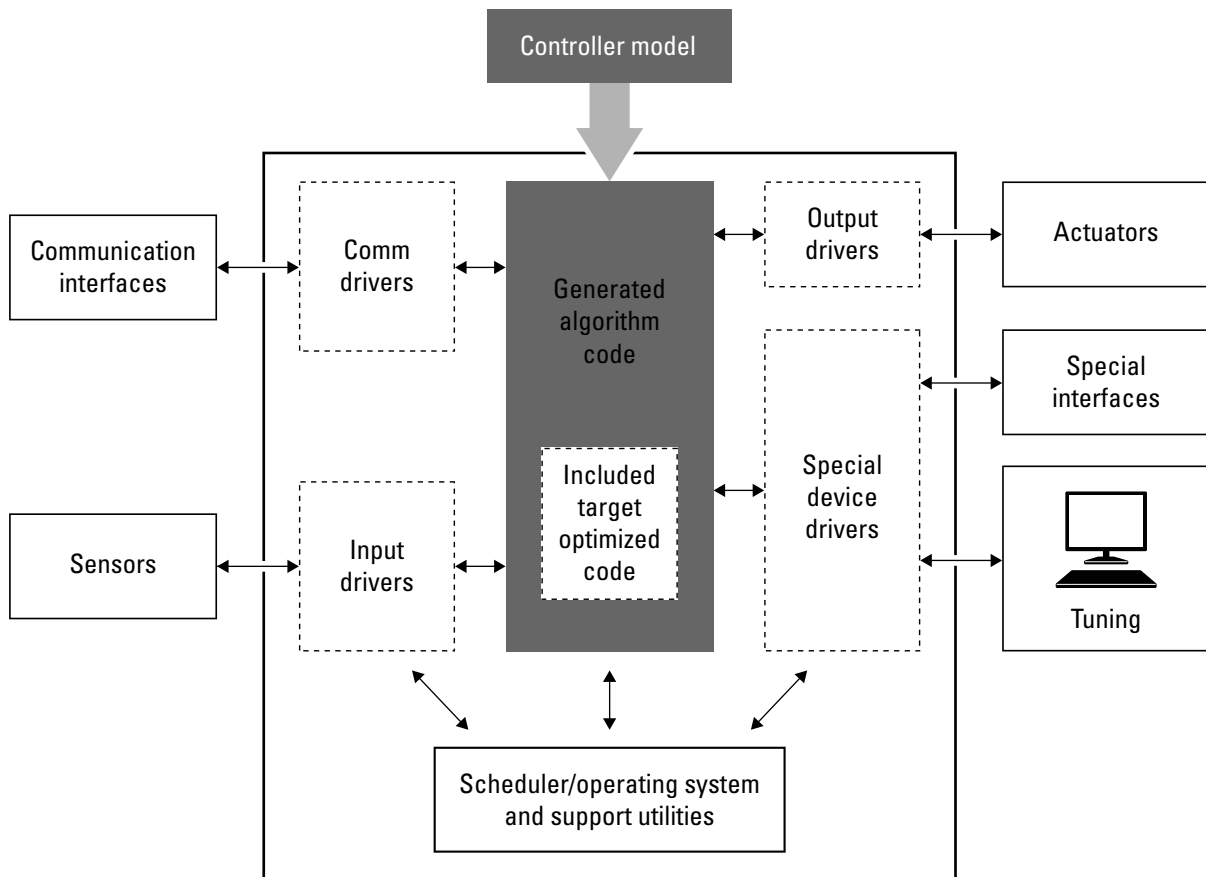 Controller model
Communication
interfaces
Comm
drivers
Generated
algorithm
code
Output
drivers
Actuators
Special
interfaces
Sensors
Input
drivers
Included
target
optimized
code
Special
device
drivers
Tuning
Scheduler/operating system
and support utilities